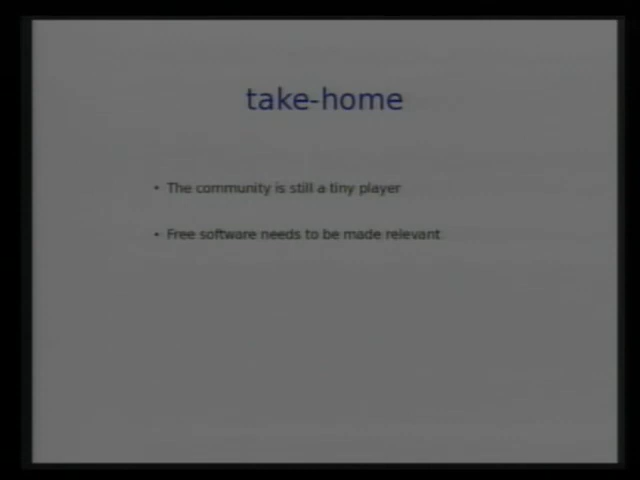 take-home
• The community is still a tiny player
• Free software needs to be made relevant